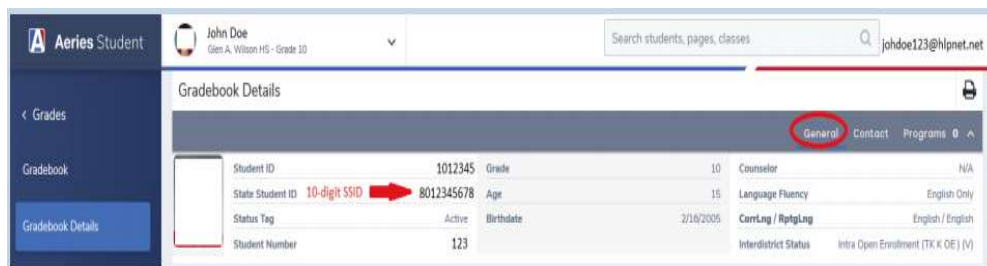 Aeries Student
John Doe
Glen A. Wilson HS - Grade 10
Search students, pages, classes
johdoe123@hlpnet.net
< Grades
Gradebook
Gradebook Details
Gradebook Details
General Contact Programs 0
Student ID 1012345
State Student ID 10-digit SSID 8012345678
Status Tag Active
Student Number 123
Grade 10
Age 15
Birthdate 2/16/2005
Counselor N/A
Language Fluency English Only
CorrLng / RptgLng English / English
Interdistrict Status Intra Open Enrollment (TK K OE ) (V)